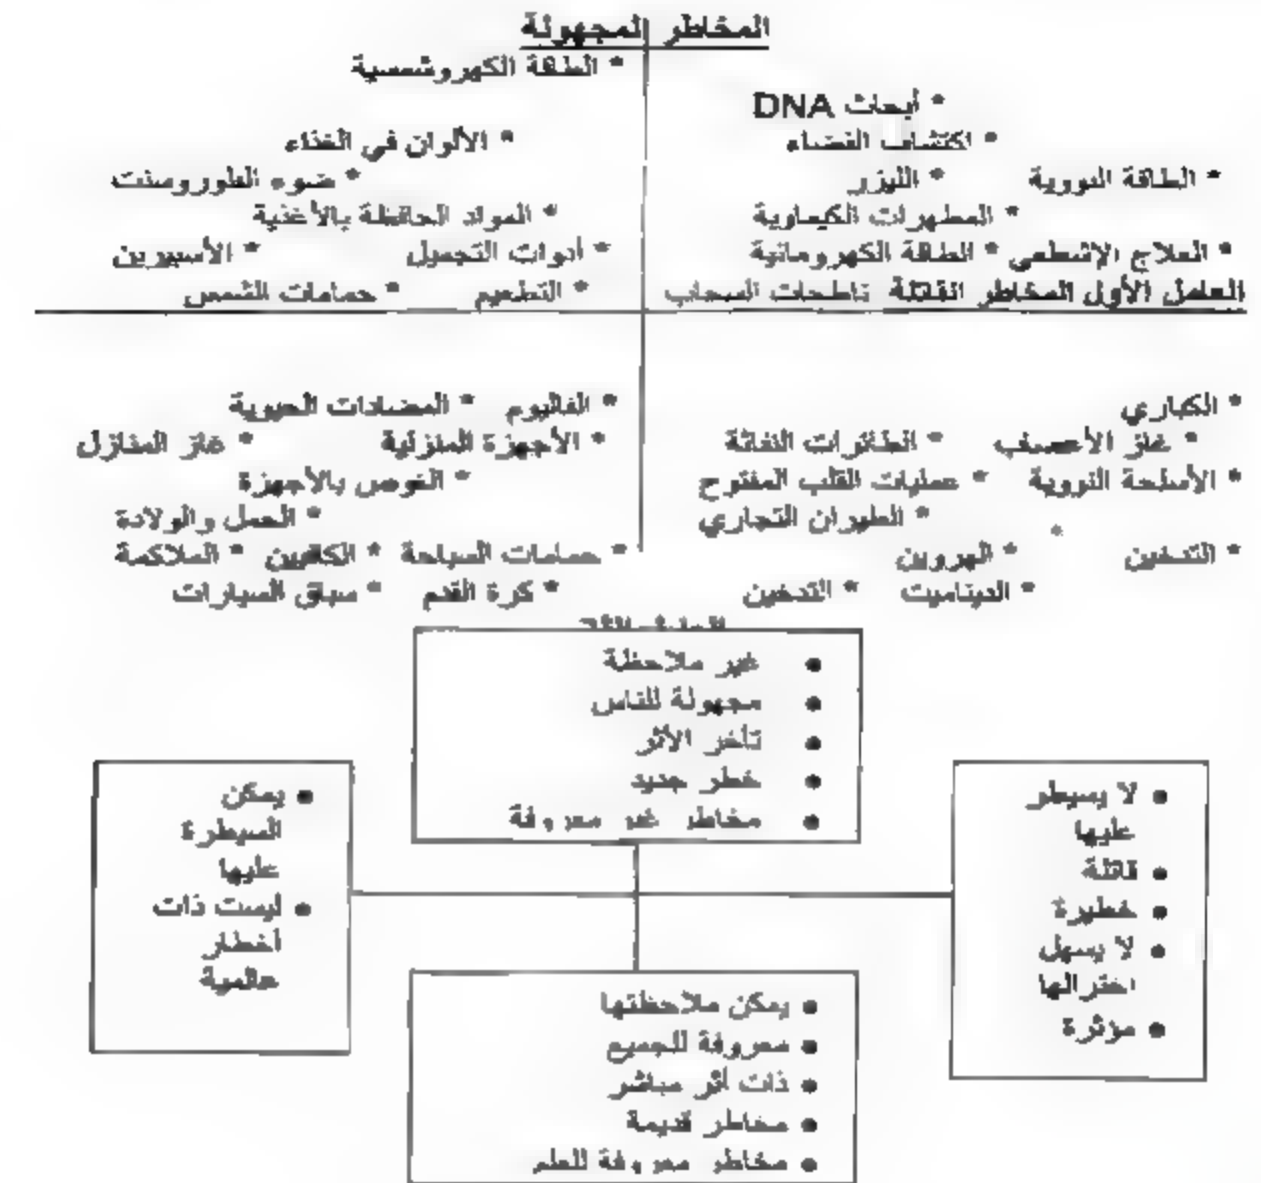 المخاطر المجهولة
* الطاقة الكهروشمسية
* أبحاث DNA
* الألوان في الغذاء
* اكتشاف الفضاء
* الطاقة النووية * الليزر * ضوء الفلوروسنت
* المطهرات الكيماوية * المواد الحافظة بالأغذية
* العلاج الإشعاعي * الطاقة الكهرومائية * أدوات التجميل * الأسبيرين
العامل الأول المخاطر القاتلة ناطحات السحاب * التطعيم * حمامات الشمس
* الكباري * الفاليوم * المضادات الحيوية
* غاز الأعصاب * الطائرات النفاثة * الأجهزة المنزلية * غاز المنازل
* الأسلحة النووية * عمليات القلب المفتوح * الغوص بالأجهزة
* الطيران التجاري * الحمل والولادة
* التدخين * الهروين * حمامات السباحة * الكافيين * الملاكمة
* الديناميت * التدخين * كرة القدم * سباق السيارات
• غير ملاحظة
• مجهولة للناس
• تأخر الأثر
• خطر جديد
• مخاطر غير معروفة
• لا يسيطر
عليها
• قاتلة
• خطيرة
• لا يسهل
اختزالها
• مؤثرة
• يمكن
السيطرة
عليها
• ليست ذات
أخطار
عالمية
• يمكن ملاحظتها
• معروفة للجميع
• ذات أثر مباشر
• مخاطر قديمة
• مخاطر معروفة للعلم